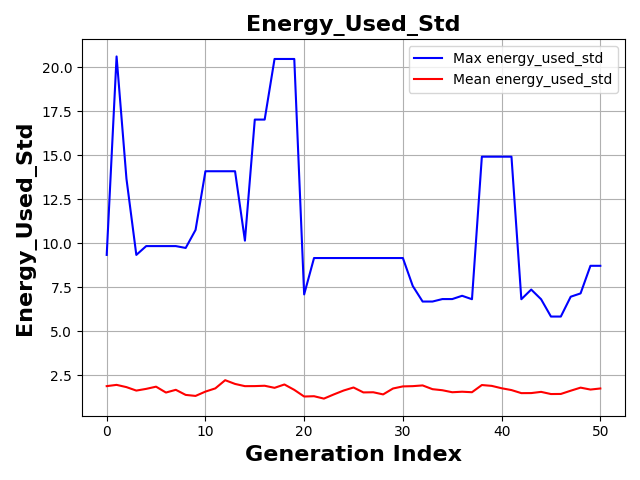 Energy_Used_Std
Max energy_used_std
Mean energy_used_std
Energy_Used_Std
20.0
17.5
15.0
12.5
10.0
7.5
5.0
2.5
0 10 20 30 40 50
Generation Index